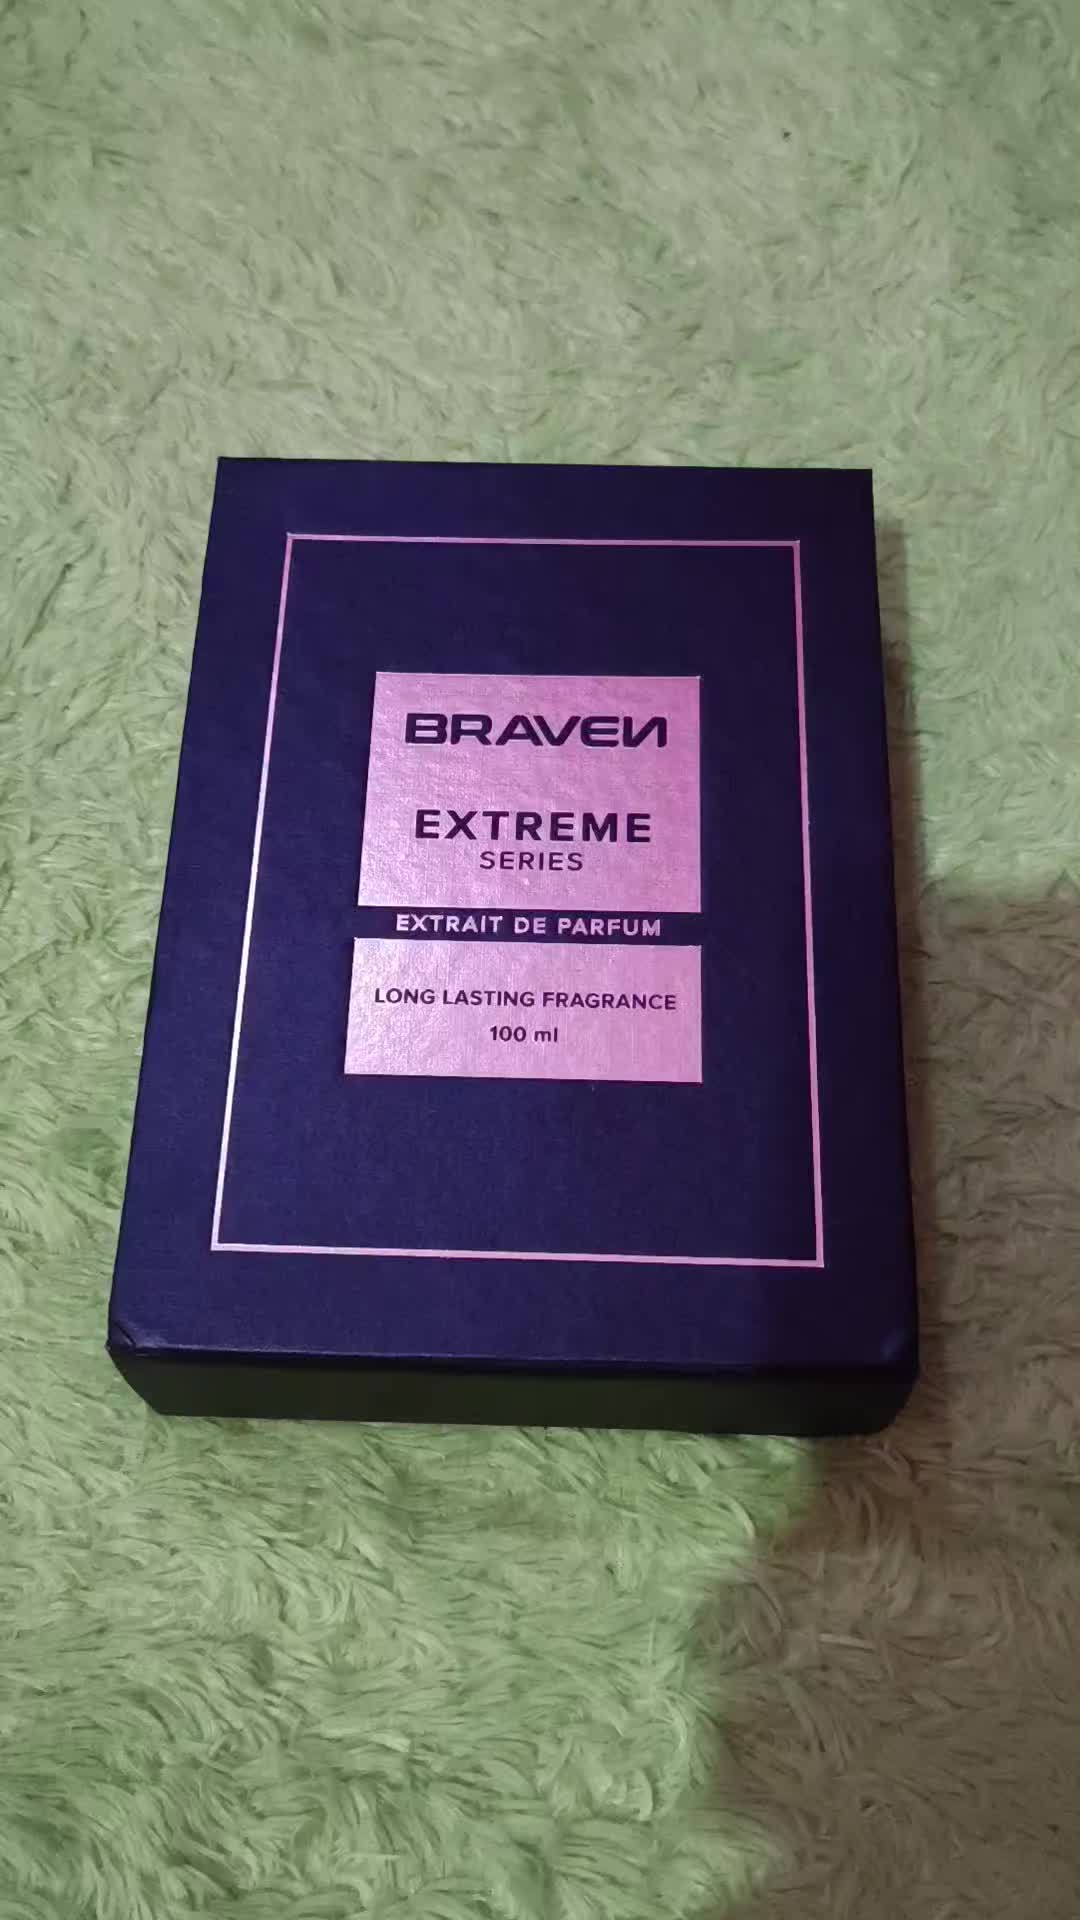 BRAVEN
EXTREME
SERIES
EXTRAIT DE PARFUM
LONG LASTING FRAGRANCE
100 ml